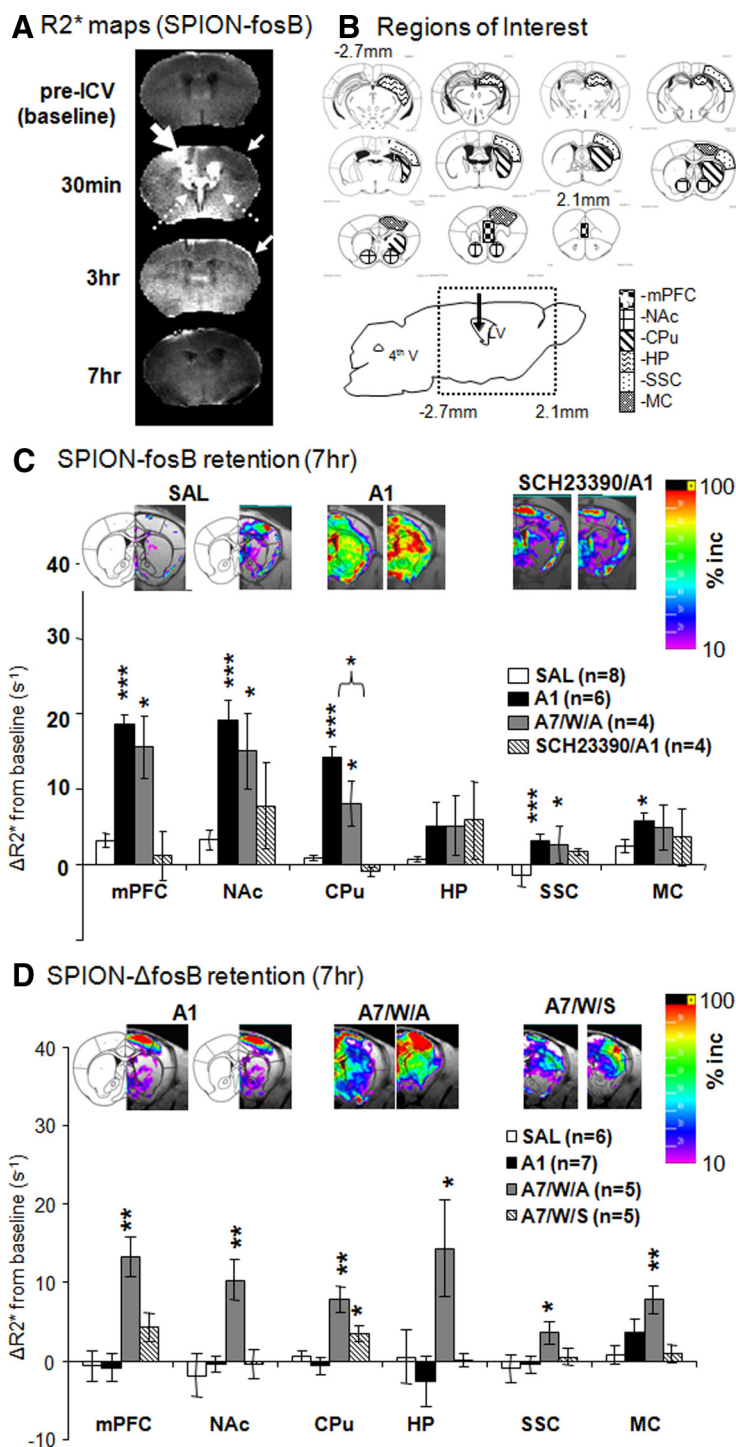 A R2* maps (SPION-fosB)
pre-ICV
(baseline)
30min
3hr
7hr
B Regions of Interest
-2.7mm
2.1mm
4th V
LV
-2.7mm
2.1mm
-mPFC
-NAc
-CPu
-HP
-SSC
-MC
C SPION-fosB retention (7hr)
SAL
A1
SCH23390/A1
100
% inc
10
40
30
20
10
0
ΔR2* from baseline (s-1)
***
*
***
*
***
*
*
***
*
*
SAL (n=8)
A1 (n=6)
A7/W/A (n=4)
SCH23390/A1 (n=4)
mPFC NAc CPu HP SSC MC
D SPION-ΔfosB retention (7hr)
A1
A7/W/A
A7/W/S
100
% inc
10
40
30
20
10
0
-10
ΔR2* from baseline (s-1)
**
**
**
*
*
*
**
SAL (n=6)
A1 (n=7)
A7/W/A (n=5)
A7/W/S (n=5)
mPFC NAc CPu HP SSC MC